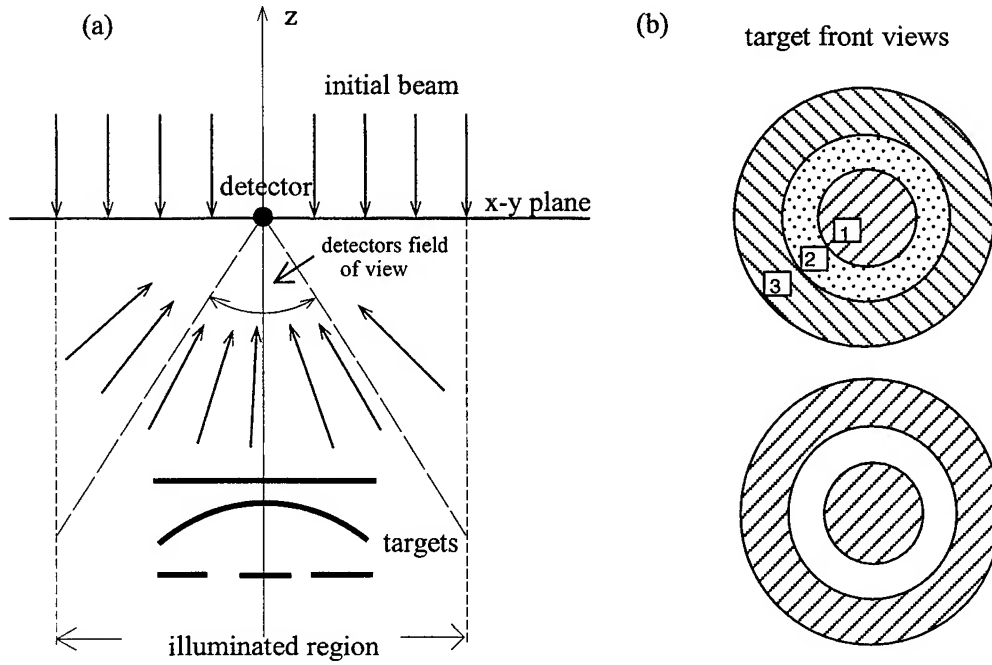 (a)
z
initial beam
detector
x-y plane
detectors field
of view
targets
illuminated region
(b)
target front views
1
2
3